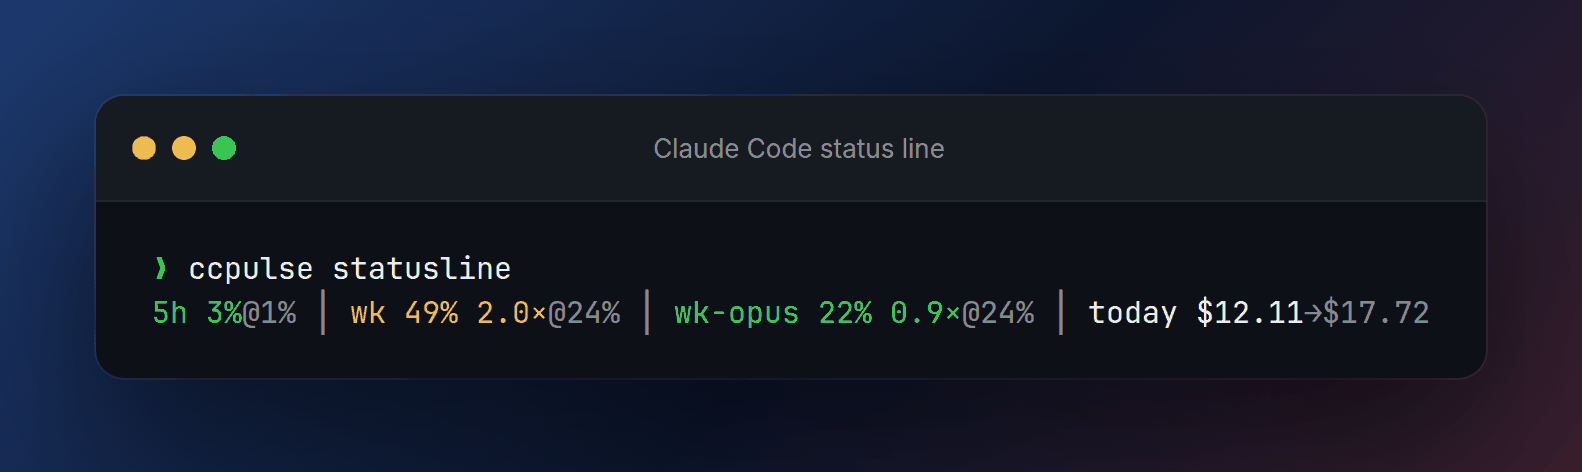 Claude Code status line
❯ ccpulse statusline
5h 3%@1% │ wk 49% 2.0×@24% │ wk-opus 22% 0.9×@24% │ today $12.11→$17.72